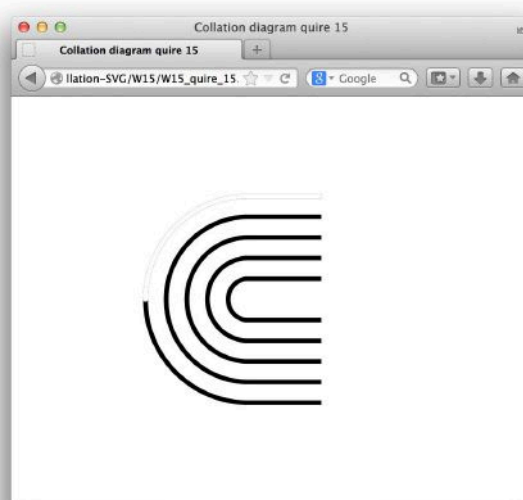 Collation diagram quire 15
Collation diagram quire 15
llation-SVG/W15/W15_quire_15.
Google